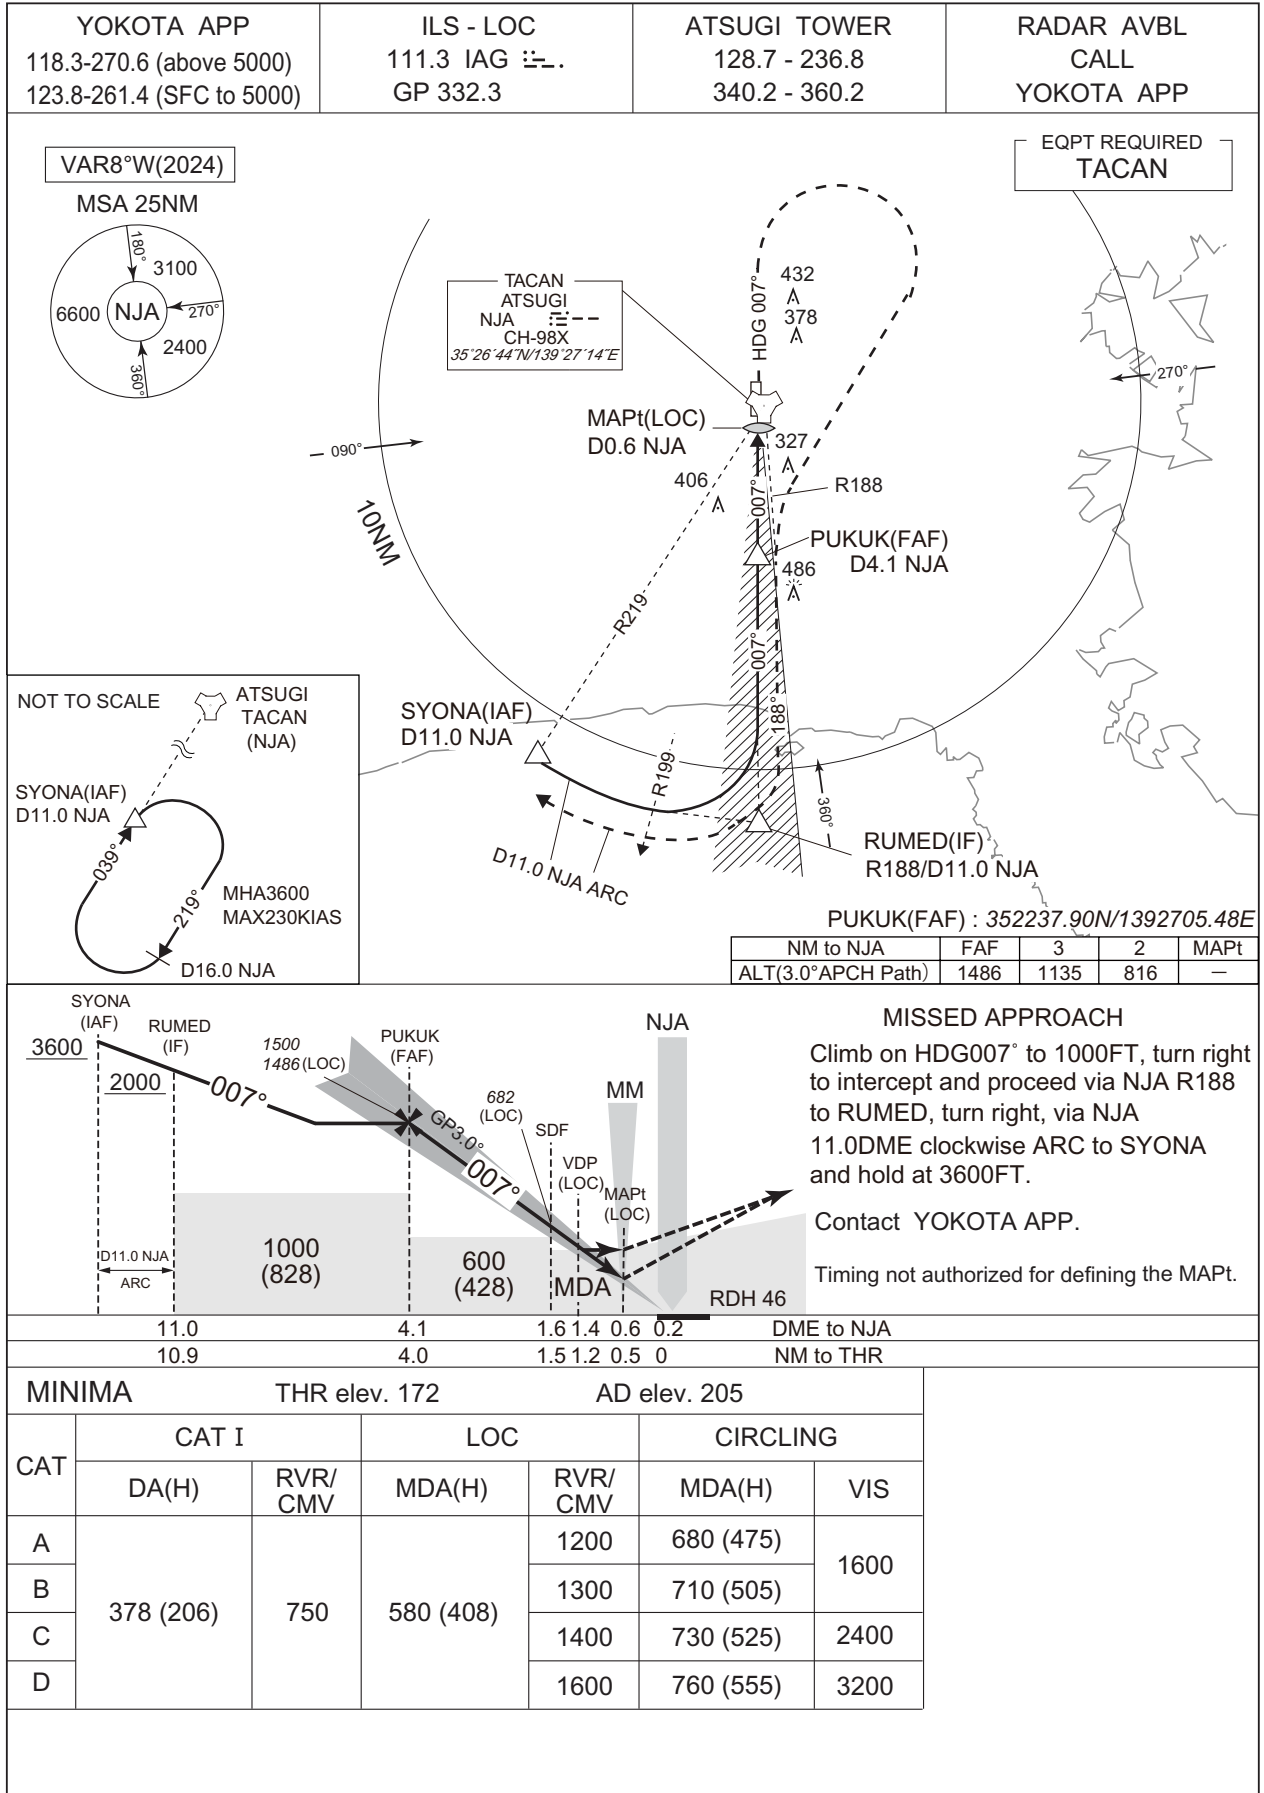 YOKOTA APP
118.3-270.6 (above 5000)
123.8-261.4 (SFC to 5000)
ILS - LOC
111.3 IAG
GP 332.3
ATSUGI TOWER
128.7 - 236.8
340.2 - 360.2
RADAR AVBL
CALL
YOKOTA APP
VAR8°W(2024)
MSA 25NM
180°
3100
6600
NJA
270°
2400
360°
EQPT REQUIRED
TACAN
TACAN
ATSUGI
NJA
CH-98X
35°26´44˝N/139°27´14˝E
HDG 007°
432
378
270°
MAPt(LOC)
D0.6 NJA
327
090°
406
R188
007°
10NM
PUKUK(FAF)
D4.1 NJA
486
R219
007°
188°
SYONA(IAF)
D11.0 NJA
R199
360°
D11.0 NJA ARC
RUMED(IF)
R188/D11.0 NJA
NOT TO SCALE
ATSUGI
TACAN
(NJA)
SYONA(IAF)
D11.0 NJA
039°
219°
MHA3600
MAX230KIAS
D16.0 NJA
PUKUK(FAF) : 352237.90N/1392705.48E
NM to NJA FAF 3 2 MAPt
ALT(3.0°APCH Path) 1486 1135 816 —
SYONA
(IAF)
RUMED
(IF)
3600
2000
007°
1500
1486 (LOC)
PUKUK
(FAF)
GP3.0°
007°
682
(LOC)
SDF
VDP
(LOC)
MAPt
(LOC)
MM
NJA
D11.0 NJA
ARC
1000
(828)
600
(428)
MDA
RDH 46
MISSED APPROACH
Climb on HDG007° to 1000FT, turn right
to intercept and proceed via NJA R188
to RUMED, turn right, via NJA
11.0DME clockwise ARC to SYONA
and hold at 3600FT.
Contact YOKOTA APP.
Timing not authorized for defining the MAPt.
11.0 4.1 1.6 1.4 0.6 0.2 DME to NJA
10.9 4.0 1.5 1.2 0.5 0 NM to THR
MINIMA THR elev. 172 AD elev. 205
CAT CAT I LOC CIRCLING
DA(H) RVR/CMV MDA(H) RVR/CMV MDA(H) VIS
A 378 (206) 750 580 (408) 1200 680 (475) 1600
B 1300 710 (505)
C 1400 730 (525) 2400
D 1600 760 (555) 3200